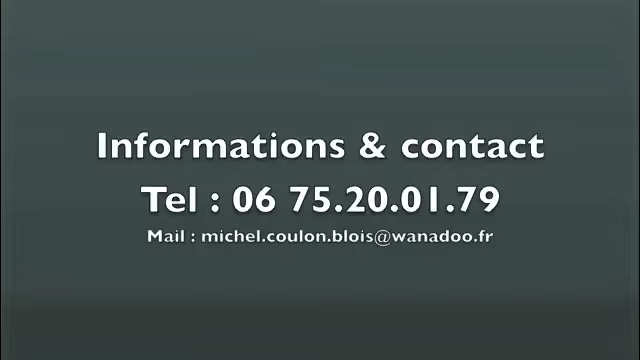 Informations & contact
Tel : 06 75.20.01.79
Mail : michel.coulon.blois@wanadoo.fr